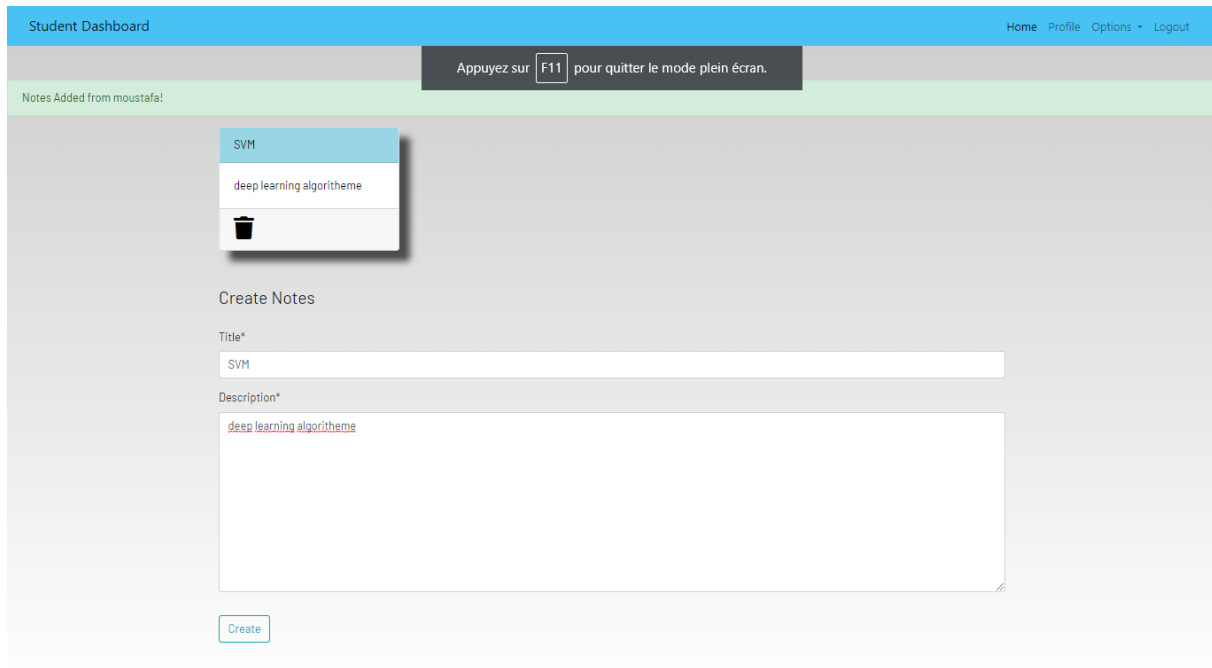 Student Dashboard
Home Profile Options Logout
Appuyez sur F11 pour quitter le mode plein écran.
Notes Added from moustafa!
SVM
deep learning algoritheme
Create Notes
Title*
SVM
Description*
deep learning algoritheme
Create